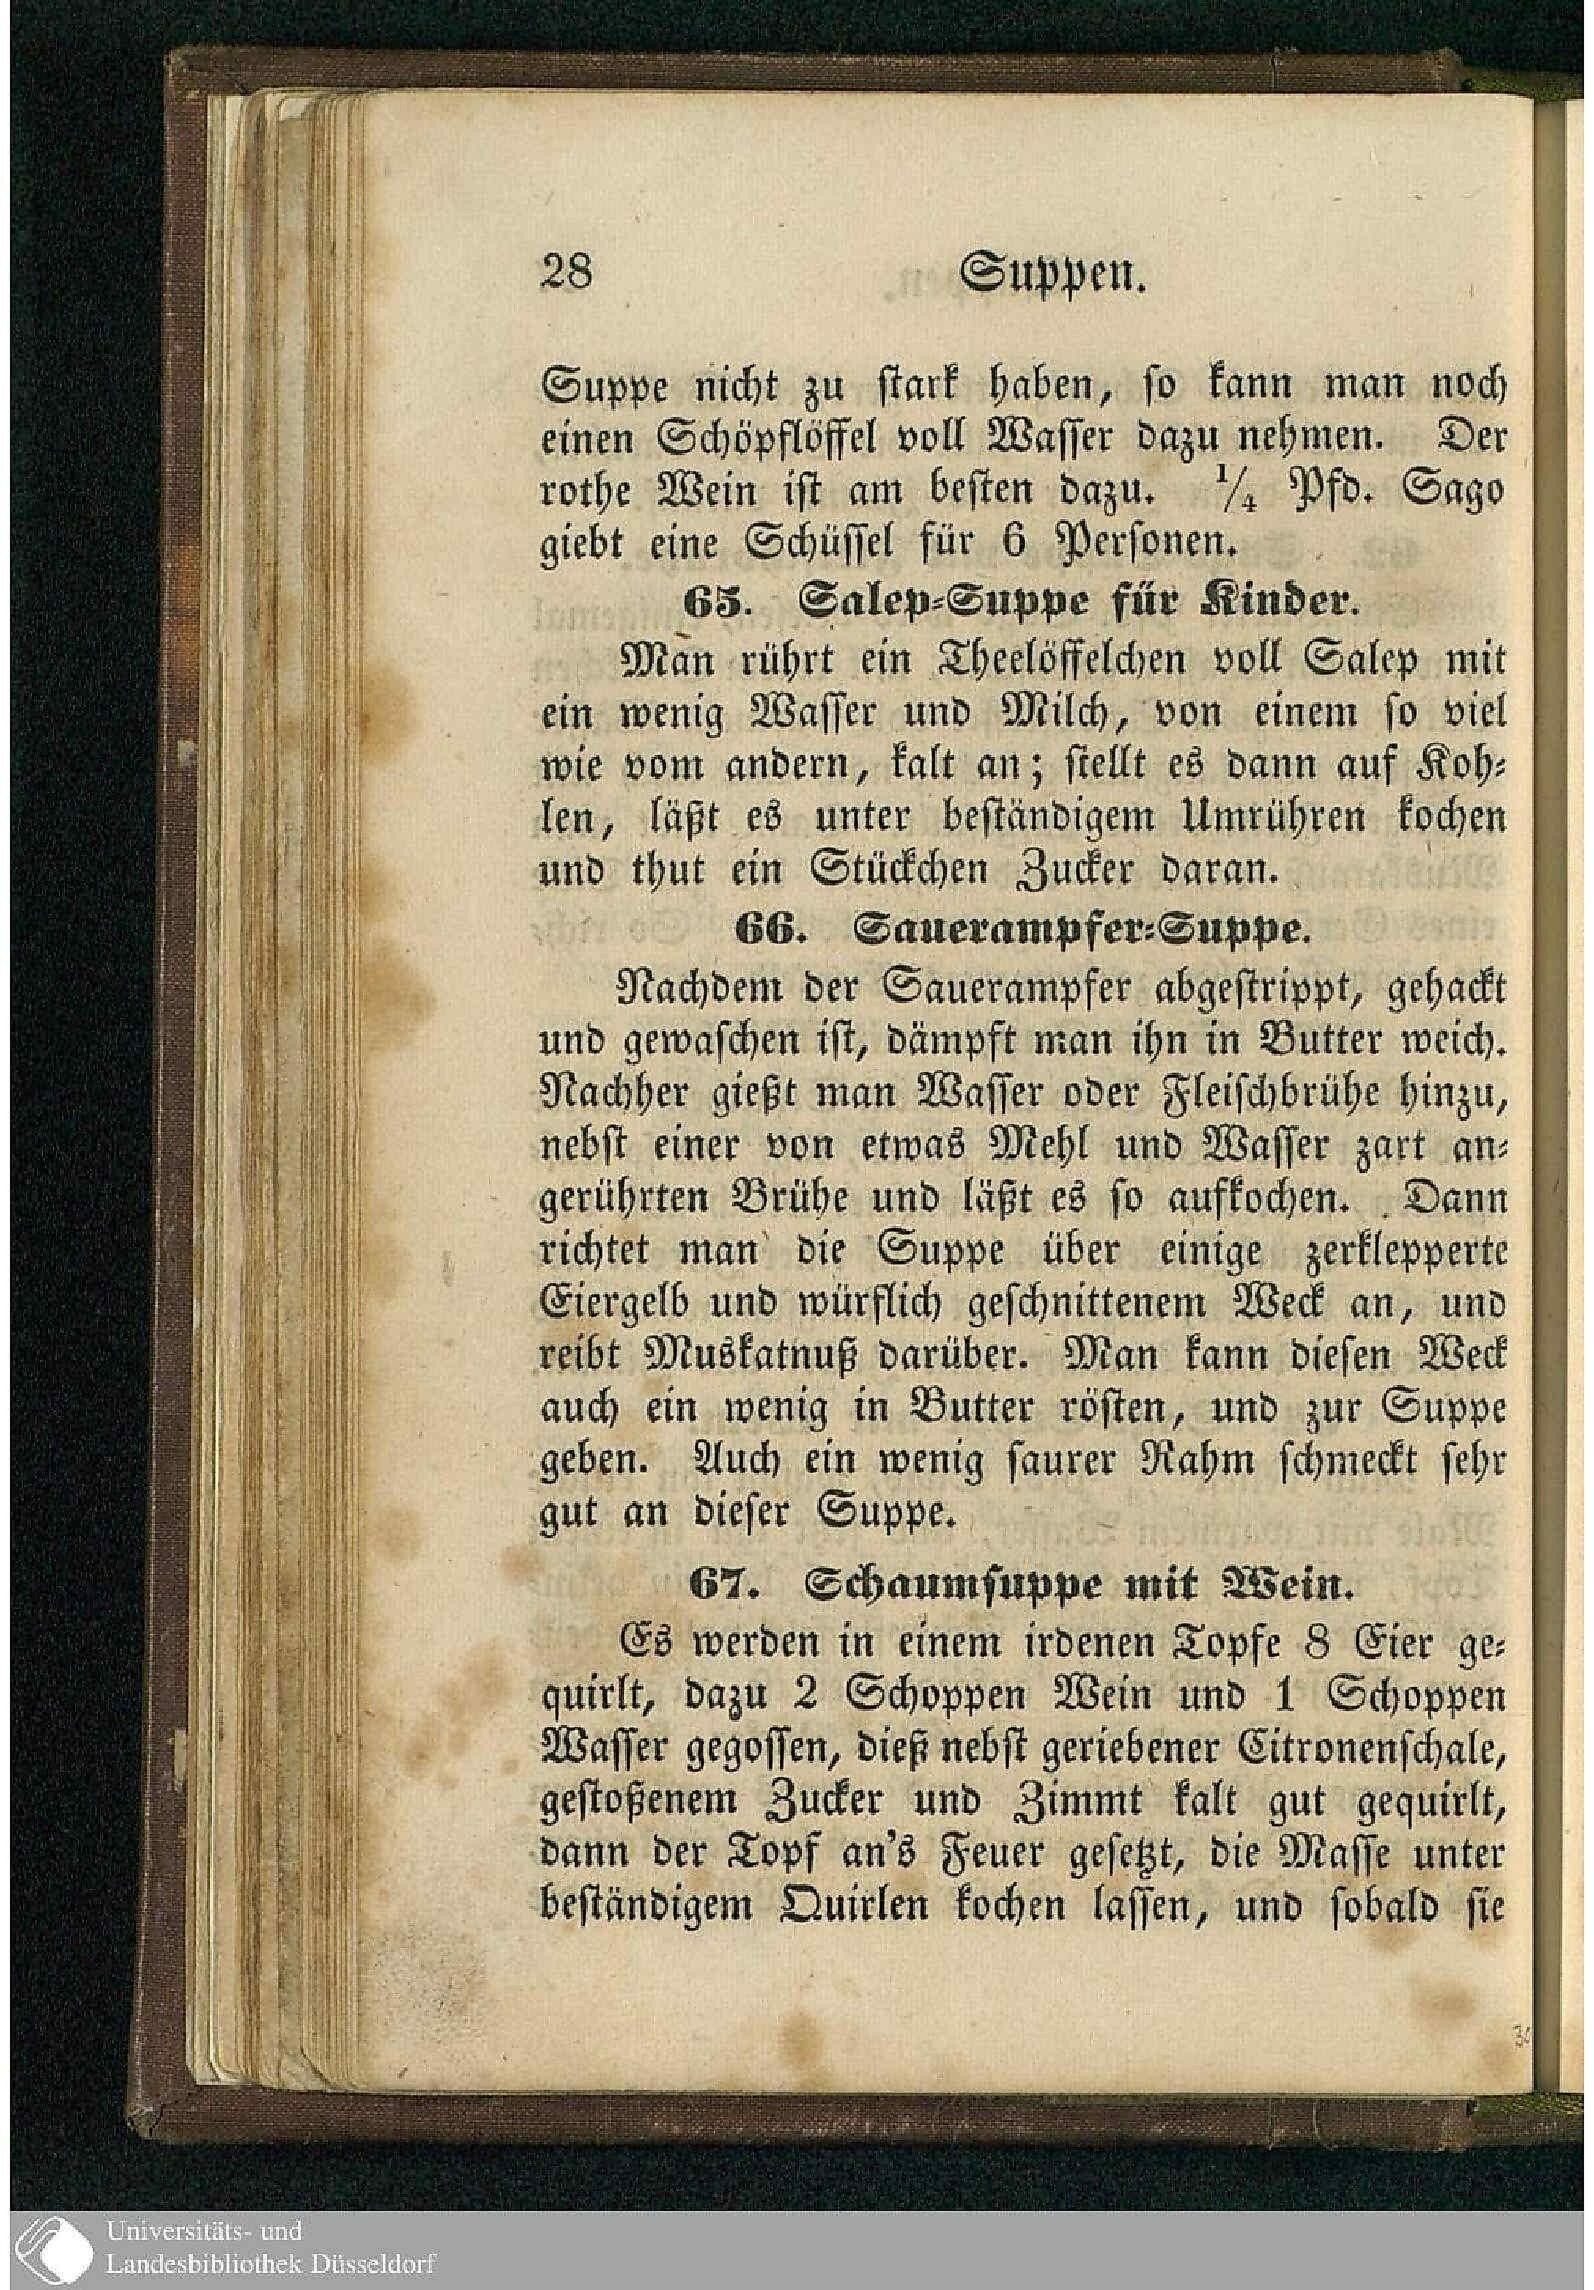 28 Suppen.
Suppe nicht zu stark haben, so kann man noch
einen Schöpflöffel voll Wasser dazu nehmen. Der
rothe Wein ist am besten dazu. 1/4 Pfd. Sago
giebt eine Schüssel für 6 Personen.
65. Salep-Suppe für Kinder.
Man rührt ein Theelöffelchen voll Salep mit
ein wenig Wasser und Milch, von einem so viel
wie vom andern, kalt an; stellt es dann auf Koh-
len, läßt es unter beständigem Umrühren kochen
und thut ein Stückchen Zucker daran.
66. Sauerampfer-Suppe.
Nachdem der Sauerampfer abgestrippt, gehackt
und gewaschen ist, dämpft man ihn in Butter weich.
Nachher gießt man Wasser oder Fleischbrühe hinzu,
nebst einer von etwas Mehl und Wasser zart an-
gerührten Brühe und läßt es so aufkochen. Dann
richtet man die Suppe über einige zerklepperte
Eiergelb und würflich geschnittenem Weck an, und
reibt Muskatnuß darüber. Man kann diesen Weck
auch ein wenig in Butter rösten, und zur Suppe
geben. Auch ein wenig saurer Rahm schmeckt sehr
gut an dieser Suppe.
67. Schaumsuppe mit Wein.
Es werden in einem irdenen Topfe 8 Eier ge-
quirlt, dazu 2 Schoppen Wein und 1 Schoppen
Wasser gegossen, dieß nebst geriebener Citronenschale,
gestoßenem Zucker und Zimmt kalt gut gequirlt,
dann der Topf an's Feuer gesetzt, die Masse unter
beständigem Quirlen kochen lassen, und sobald sie
Universitäts- und
Landesbibliothek Düsseldorf